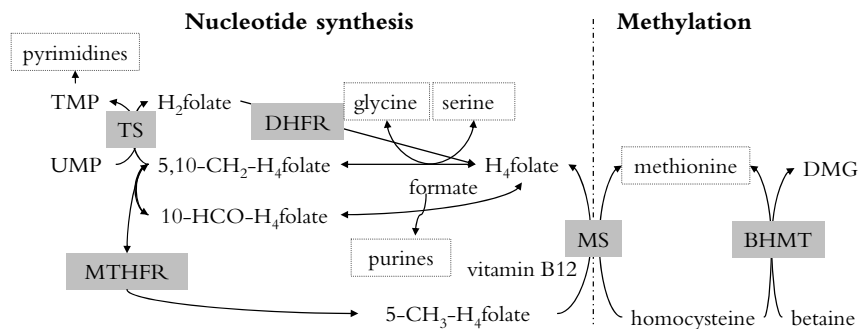 Nucleotide synthesis
Methylation
pyrimidines
TMP
H₂folate
glycine
serine
TS
DHFR
UMP
5,10-CH₂-H₄folate
H₄folate
methionine
DMG
formate
10-HCO-H₄folate
MS
BHMT
purines
MTHFR
vitamin B12
5-CH₃-H₄folate
homocysteine
betaine